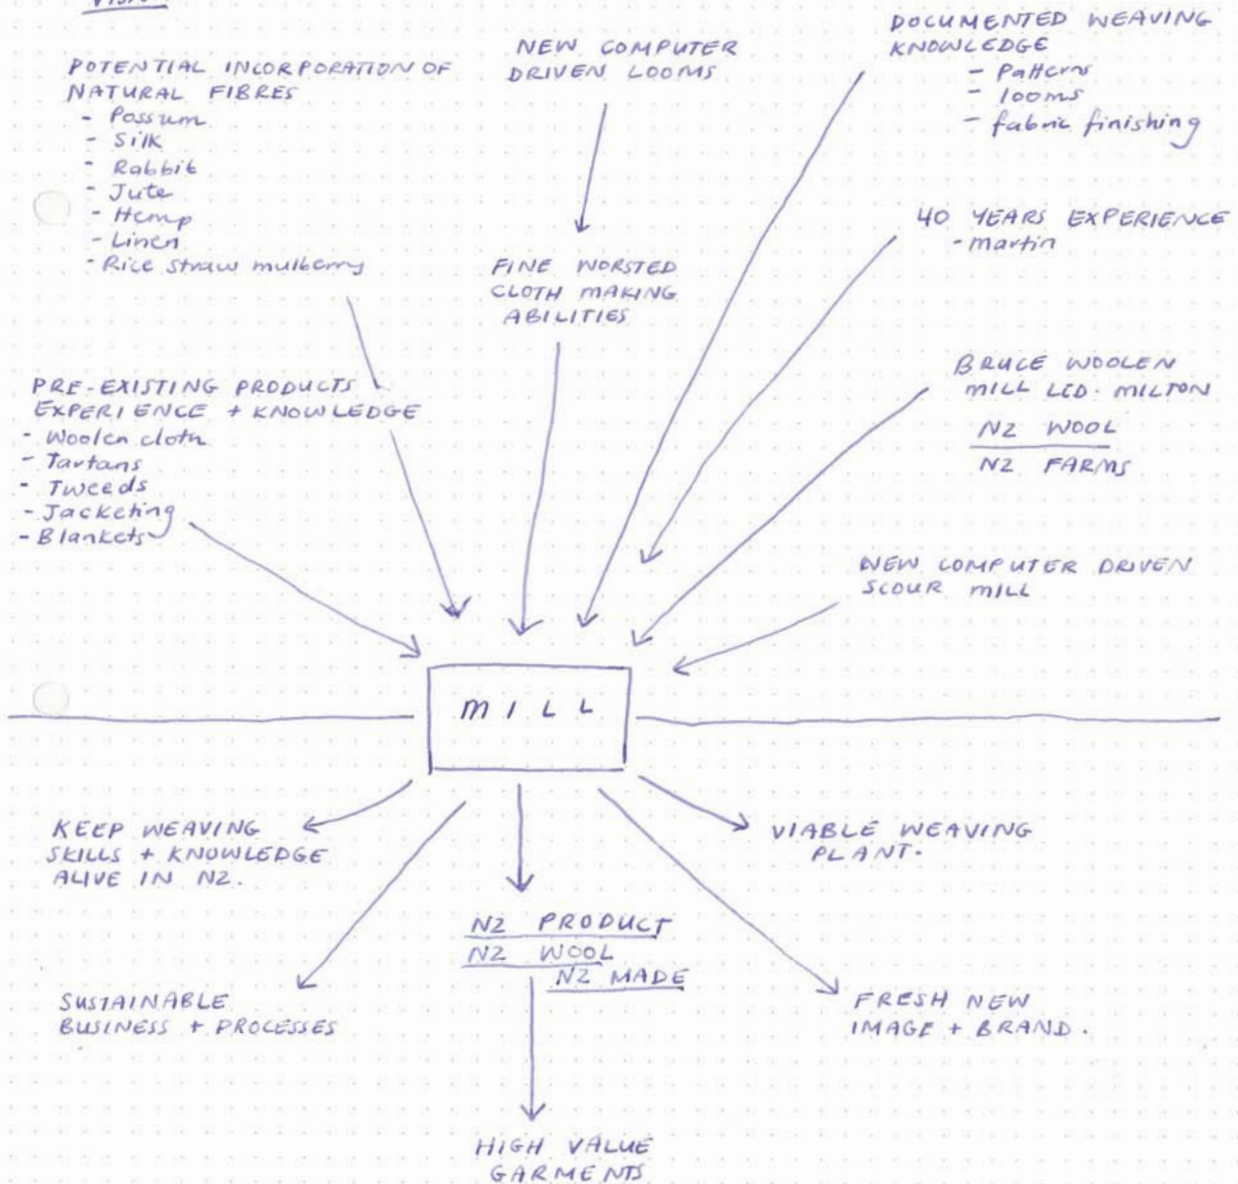 POTENTIAL INCORPORATION OF
NATURAL FIBRES
- Possum
- Silk
- Rabbit
- Jute
- Hemp
- Linen
- Rice straw mulberry
NEW COMPUTER
DRIVEN LOOMS
DOCUMENTED WEAVING
KNOWLEDGE
- Patterns
- looms
- fabric finishing
40 YEARS EXPERIENCE
- martin
FINE WORSTED
CLOTH MAKING
ABILITIES
PRE-EXISTING PRODUCTS
EXPERIENCE + KNOWLEDGE
- Woolen cloth
- Tartans
- Tweeds
- Jacketing
- Blankets
BRUCE WOOLEN
MILL LTD. MILTON
NZ WOOL
NZ FARMS
NEW COMPUTER DRIVEN
SCOUR MILL
MILL
KEEP WEAVING
SKILLS + KNOWLEDGE
ALIVE IN NZ.
VIABLE WEAVING
PLANT.
NZ PRODUCT
NZ WOOL
NZ MADE
SUSTAINABLE
BUSINESS + PROCESSES
FRESH NEW
IMAGE + BRAND.
HIGH VALUE
GARMENTS